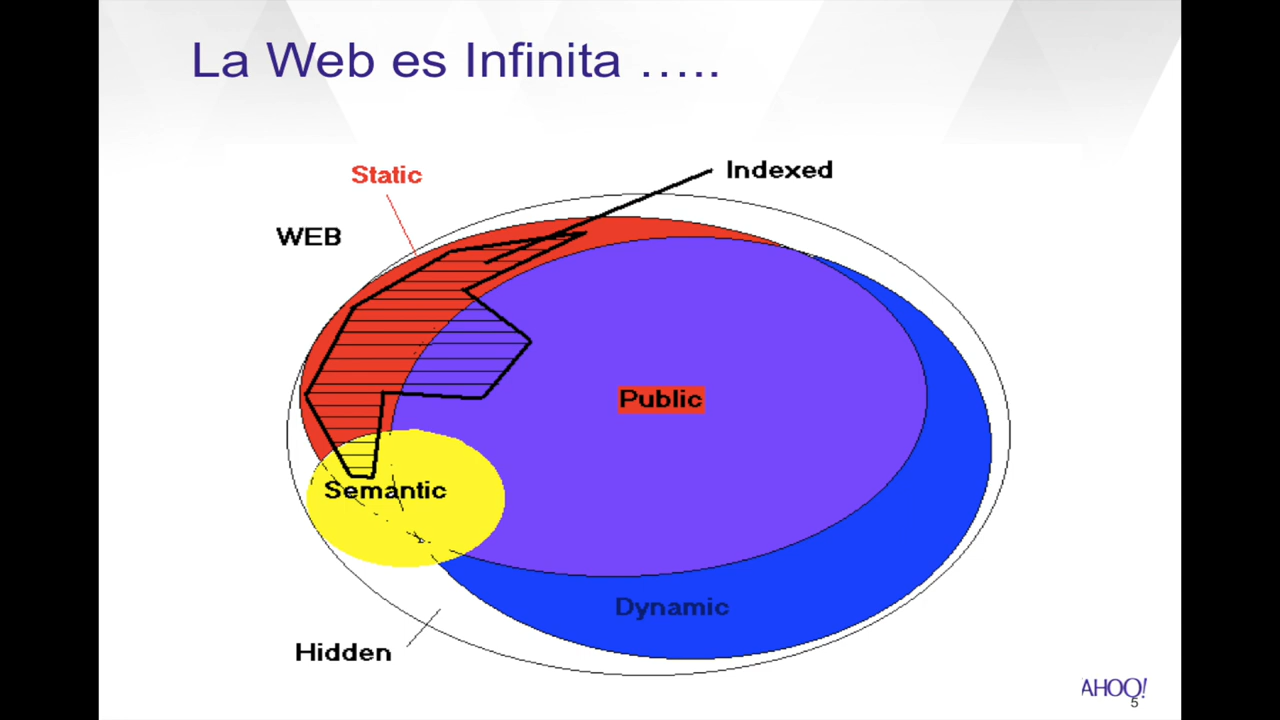 La Web es Infinita …..
Static
Indexed
WEB
Public
Semantic
Dynamic
Hidden
AHOO!
5